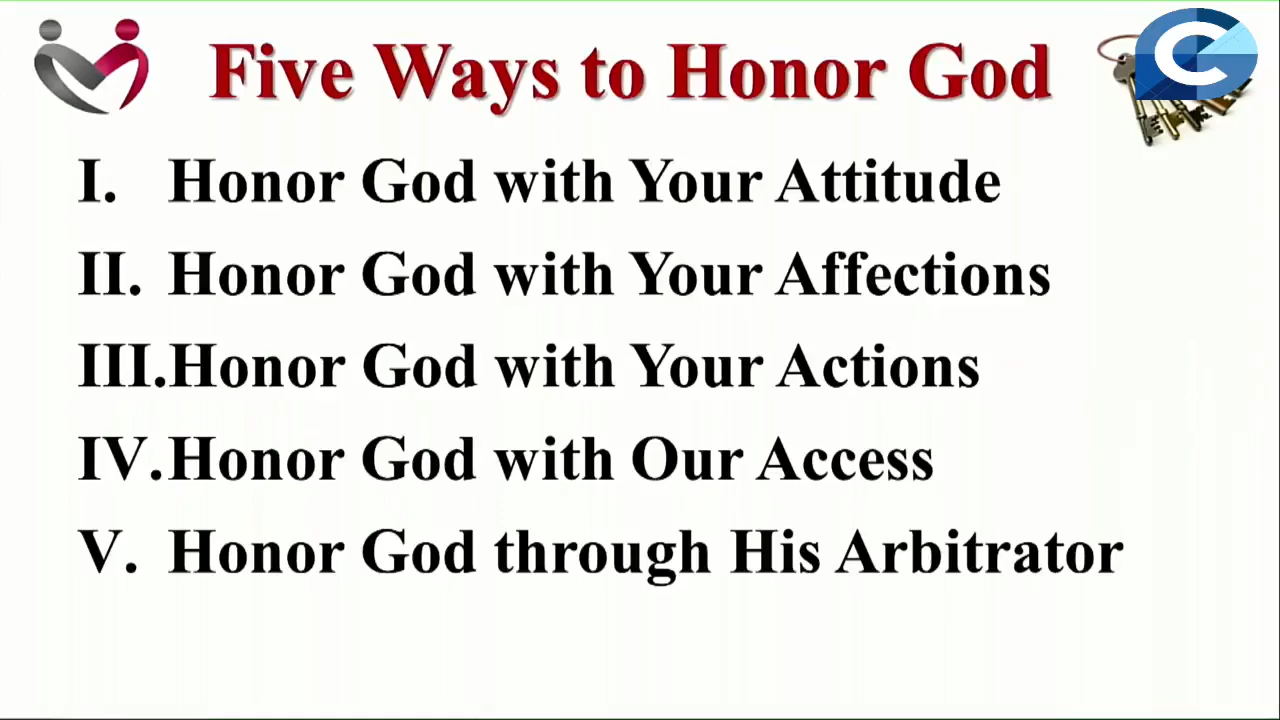 Five Ways to Honor God
C
I. Honor God with Your Attitude
II. Honor God with Your Affections
III. Honor God with Your Actions
IV. Honor God with Our Access
V. Honor God through His Arbitrator